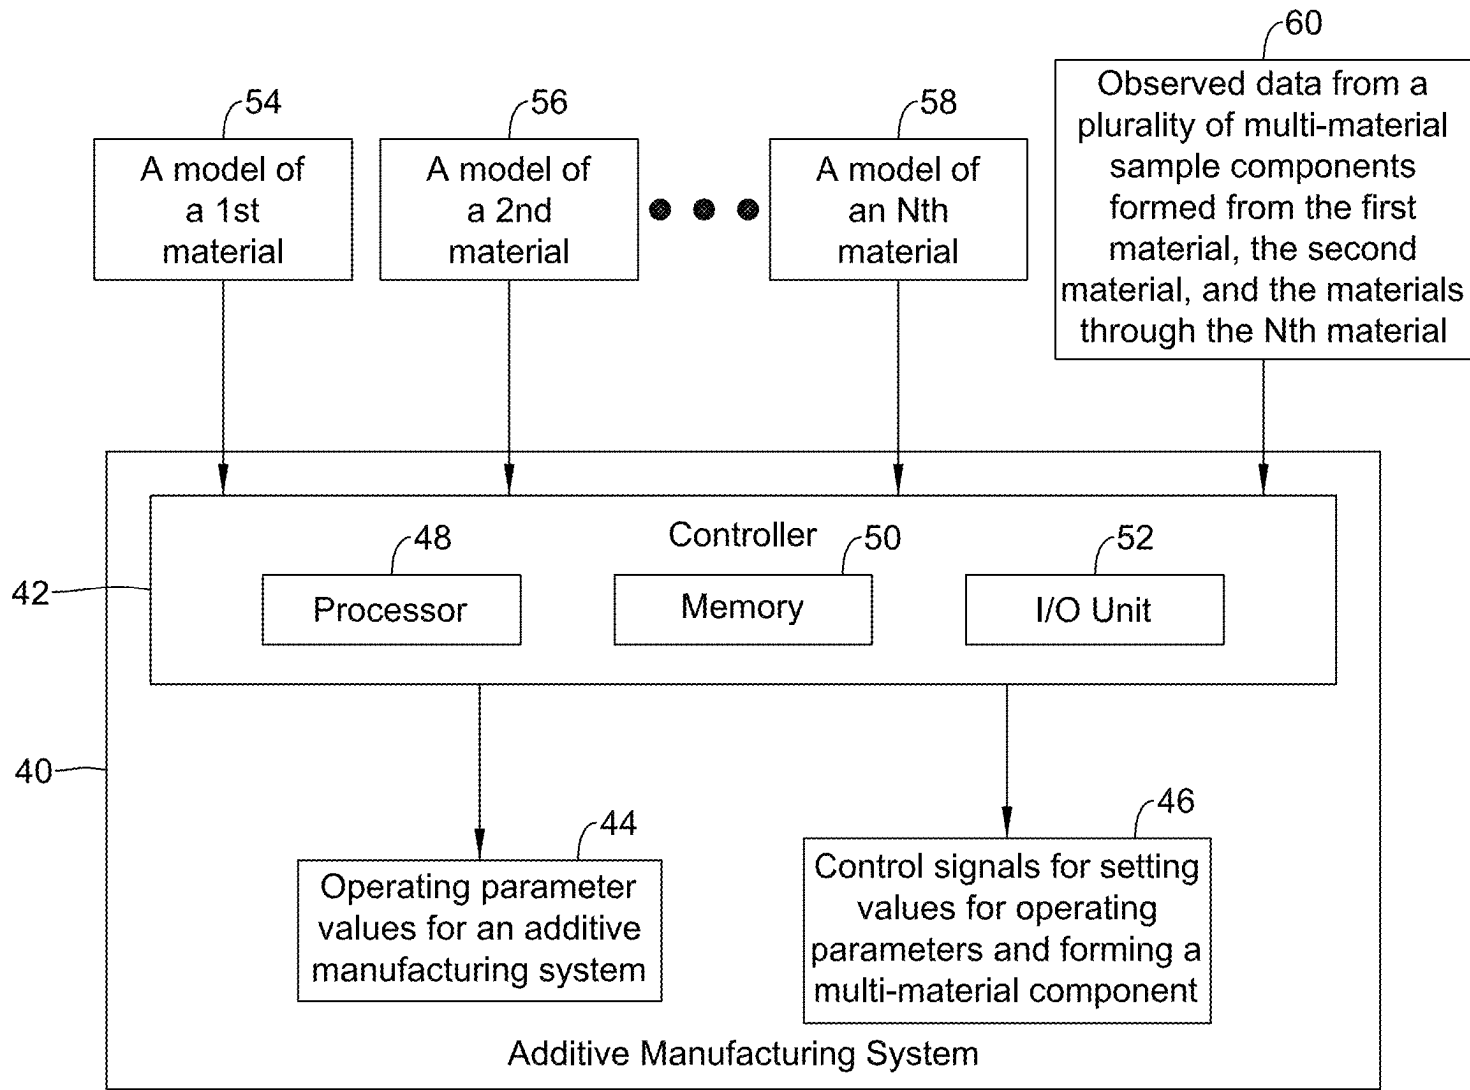 60
Observed data from a
plurality of multi-material
sample components
formed from the first
material, the second
material, and the materials
through the Nth material
54
A model of
a 1st
material
56
A model of
a 2nd
material
58
A model of
an Nth
material
Controller
48
Processor
50
Memory
52
I/O Unit
42
40
44
Operating parameter
values for an additive
manufacturing system
46
Control signals for setting
values for operating
parameters and forming a
multi-material component
Additive Manufacturing System